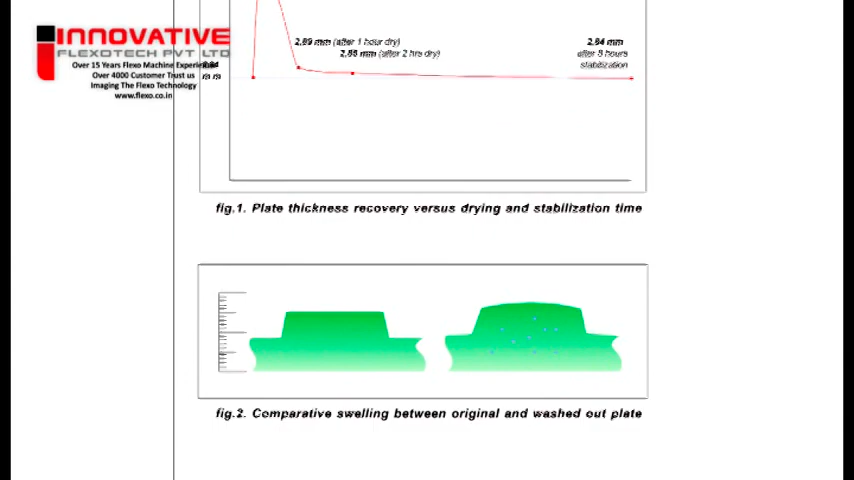 INNOVATIVE
FLEXOTECH PVT LTD
Over 15 Years Flexo Machine Experience
Over 4000 Customer Trust us
Imaging The Flexo Technology
www.flexo.co.in
mm
2,89 mm (after 1 hour dry)
2,86 mm (after 2 hrs dry)
2,84 mm
after 8 hours
stabilization
fig.1. Plate thickness recovery versus drying and stabilization time
fig.2. Comparative swelling between original and washed out plate